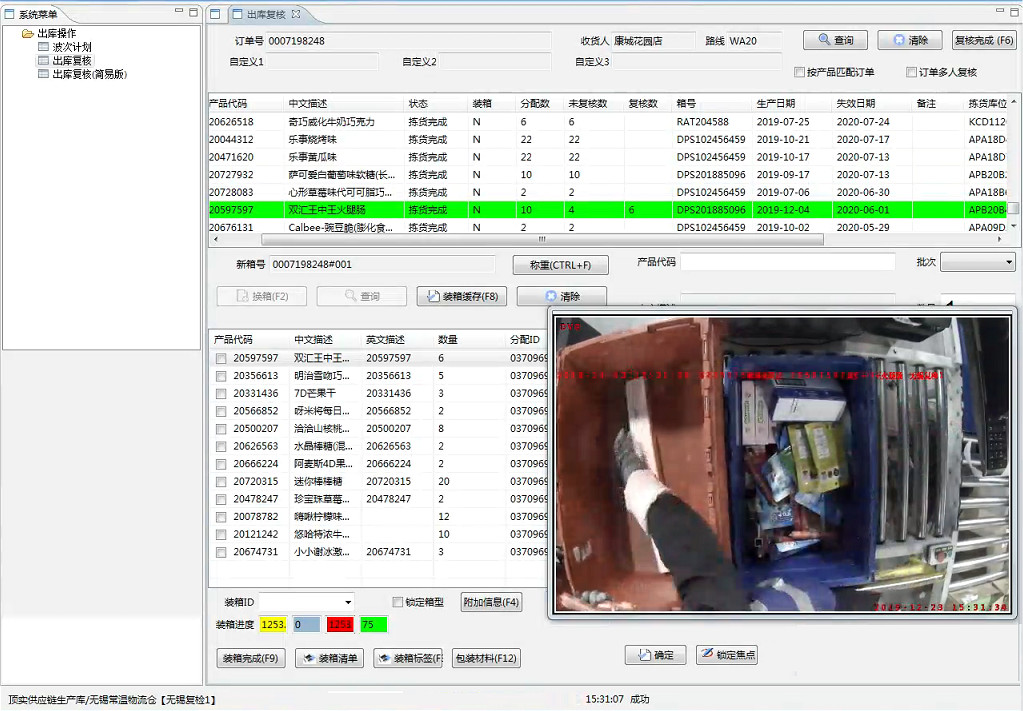 系统菜单
出库操作
波次计划
出库复核
出库复核(简易版)
出库复核
订单号 0007198248
收货人 康城花园店
路线 WA20
查询
清除
复核完成 (F6)
自定义1
自定义2
自定义3
按产品匹配订单
订单多人复核
产品代码 中文描述 状态 装箱 分配数 未复核数 复核数 箱号 生产日期 失效日期 备注 拣货库位
20626518 奇巧威化牛奶巧克力 拣货完成 N 6 6 RAT204588 2019-07-25 2020-07-24 KCD112
20044312 乐事烧烤味 拣货完成 N 22 22 DPS102456459 2019-10-21 2020-07-17 APA18D
20471620 乐事黄瓜味 拣货完成 N 22 22 DPS102456459 2019-10-17 2020-07-13 APA18D
20727932 萨可爱白葡萄味软糖(长... 拣货完成 N 10 10 DPS201885096 2019-09-17 2020-07-13 APB20B
20728083 心形草莓味代可可脂巧... 拣货完成 N 2 2 DPS102456459 2019-07-06 2020-06-30 APA18B
20597597 双汇王中王火腿肠 拣货完成 N 10 4 6 DPS201885096 2019-12-04 2020-06-01 APB20B
20676131 Calbee-豌豆脆(膨化食... 拣货完成 N 2 2 DPS102456459 2019-10-02 2020-05-29 APA09D
新箱号 0007198248#001
称重(CTRL+F)
产品代码
批次
换箱(F2)
查询
装箱缓存(F8)
清除
产品代码 中文描述 英文描述 数量 分配ID
20597597 双汇王中王... 20597597 6 0370969
20356613 明治雪吻巧... 20356613 5 0370969
20331436 7D芒果干 20331436 3 0370969
20566852 呀米将每日... 20566852 2 0370969
20500207 洽洽山核桃... 20500207 8 0370969
20626563 水晶棒糖(混... 20626563 2 0370969
20666224 阿麦斯4D果... 20666224 2 0370969
20720315 迷你棒棒糖 20720315 20 0370969
20478247 珍宝珠草莓... 20478247 2 0370969
20078782 嗨啾柠檬味... 12 0370969
20121242 悠哈特浓牛... 10 0370969
20674731 小小谢冰激... 20674731 3 0370969
2019-12-23 15:31:34
装箱ID
锁定箱型
附加信息(F4)
装箱进度 1253. 0 1253. 75
装箱完成(F9)
装箱清单
装箱标签(F
包装材料(F12)
确定
锁定焦点
顶实供应链生产库/无锡常温物流仓【无锡复检1】
15:31:07 成功